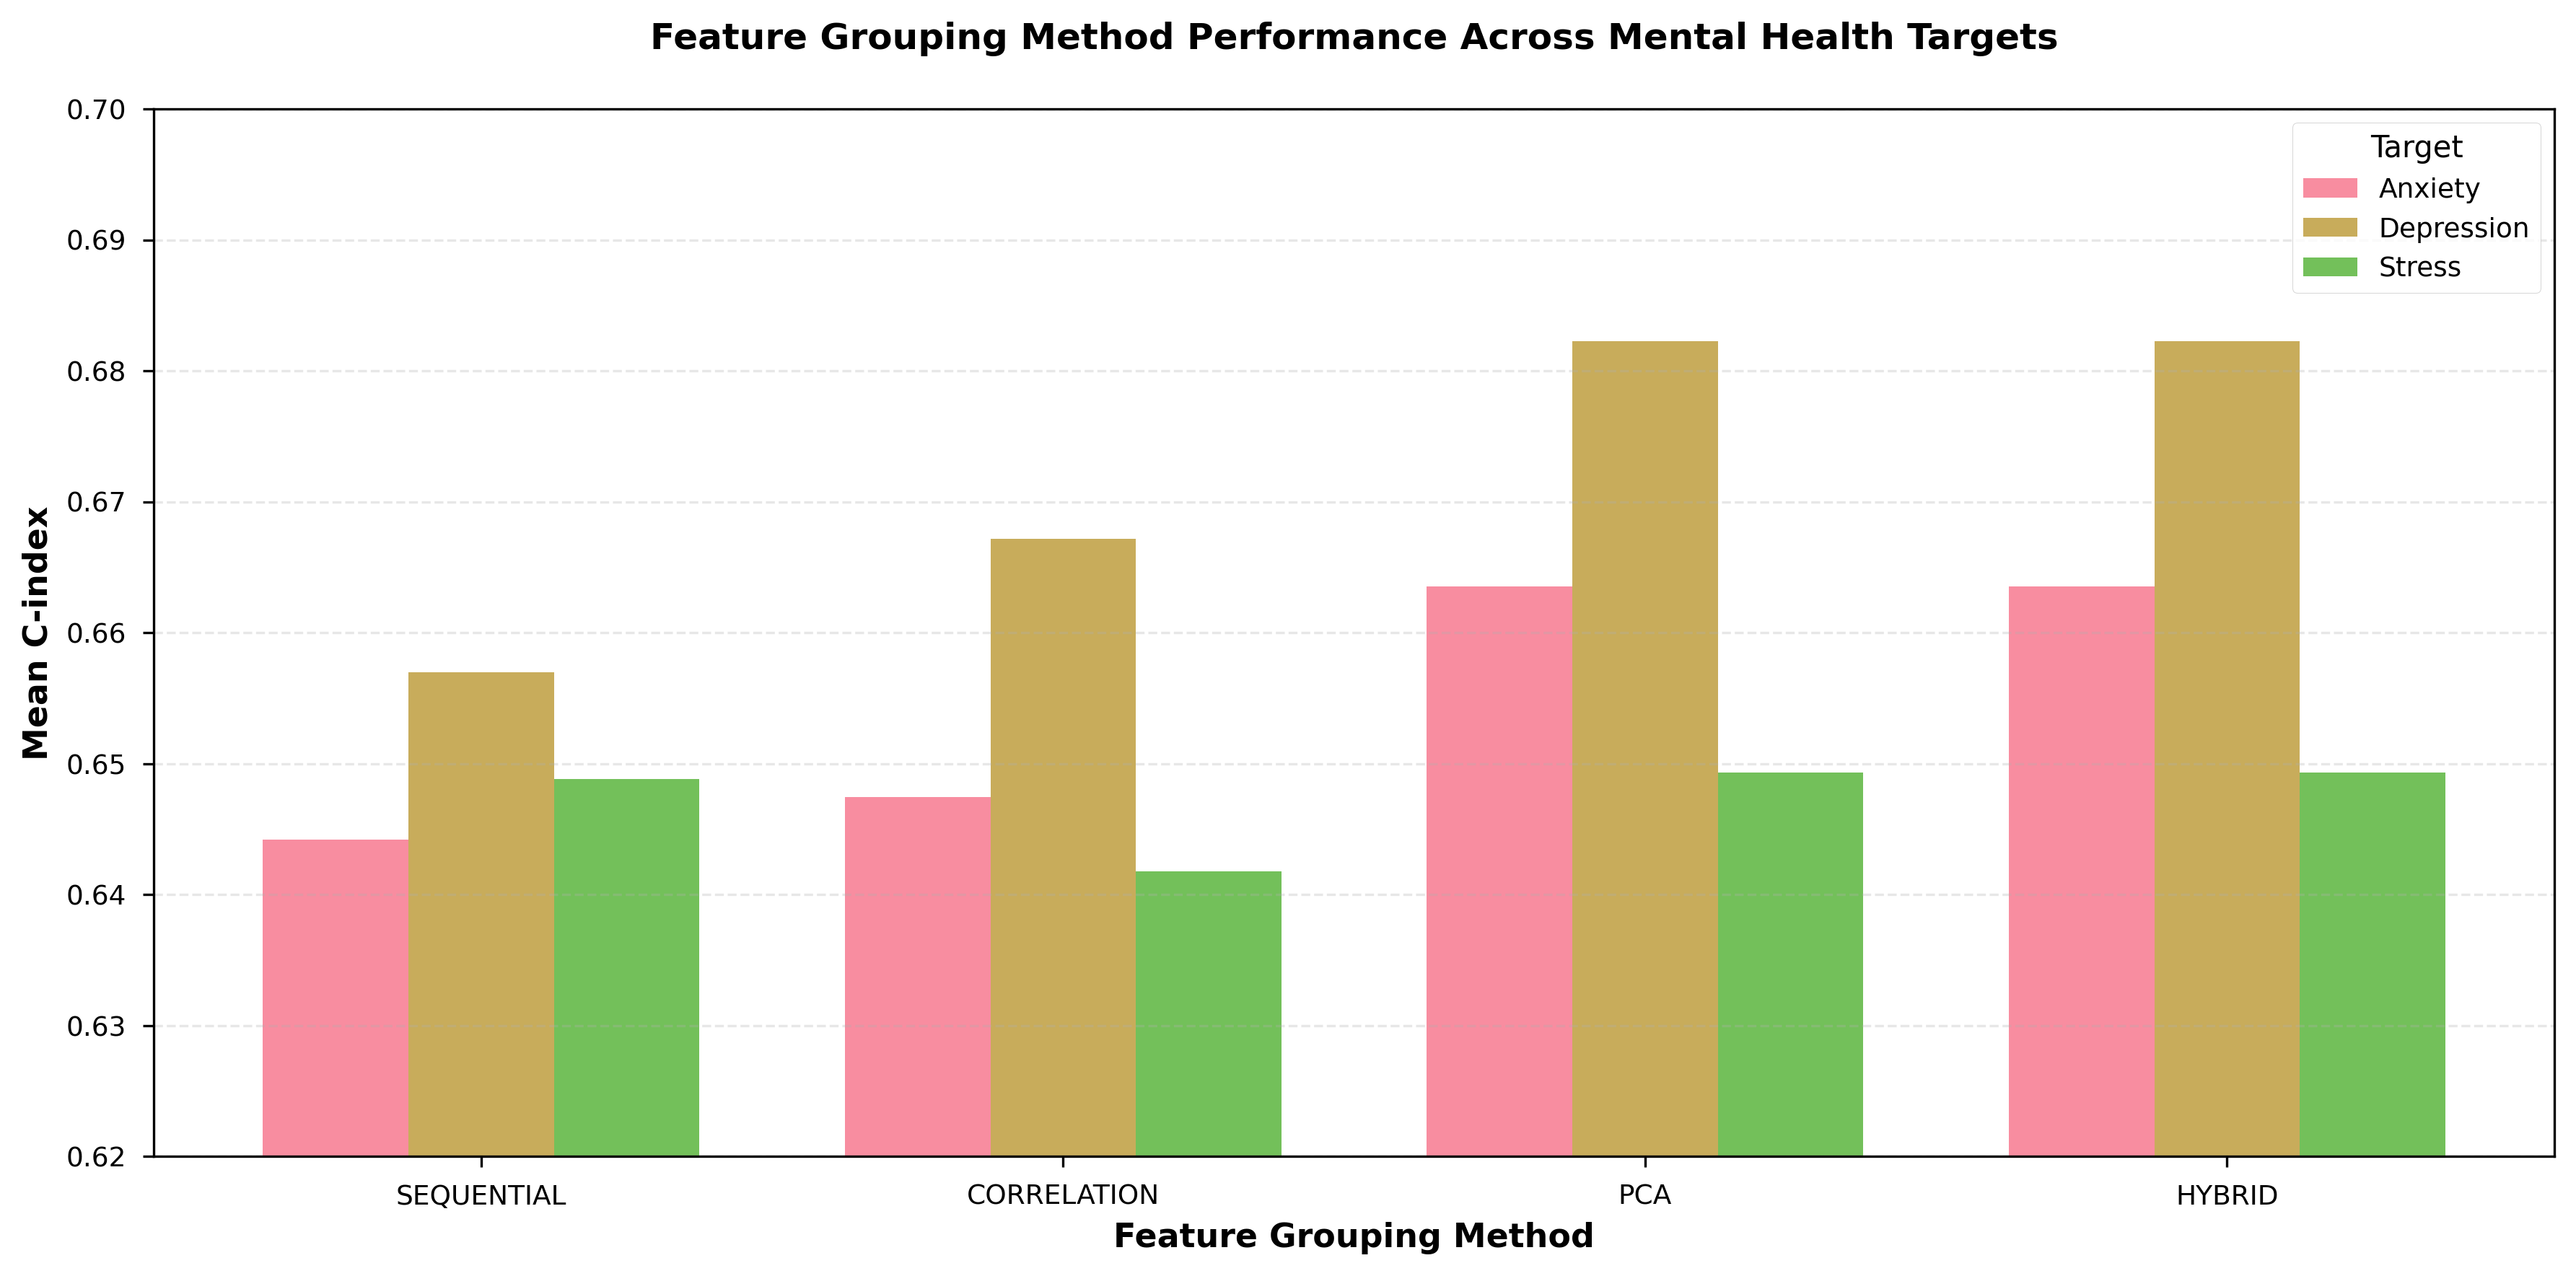 Feature Grouping Method Performance Across Mental Health Targets
0.70
0.69
0.68
0.67
0.66
0.65
0.64
0.63
0.62
Mean C-index
Target
Anxiety
Depression
Stress
SEQUENTIAL
CORRELATION
PCA
HYBRID
Feature Grouping Method